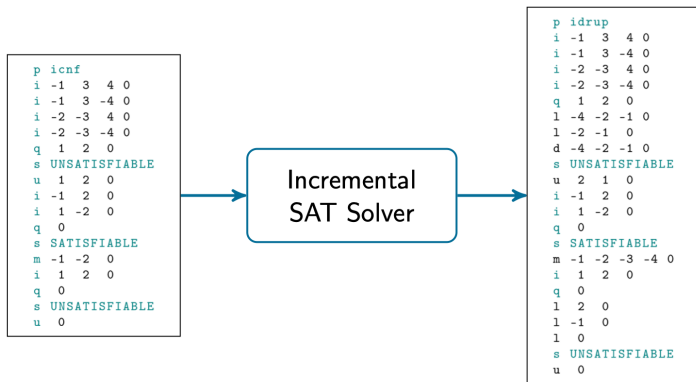 p icnf
i -1 3 4 0
i -1 3 -4 0
i -2 -3 4 0
i -2 -3 -4 0
q 1 2 0
s UNSATISFIABLE
u 1 2 0
i -1 2 0
i 1 -2 0
q 0
s SATISFIABLE
m -1 -2 0
i 1 2 0
q 0
s UNSATISFIABLE
u 0
Incremental
SAT Solver
p idrup
i -1 3 4 0
i -1 3 -4 0
i -2 -3 4 0
i -2 -3 -4 0
q 1 2 0
l -4 -2 -1 0
l -2 -1 0
d -4 -2 -1 0
s UNSATISFIABLE
u 2 1 0
i -1 2 0
i 1 -2 0
q 0
s SATISFIABLE
m -1 -2 -3 -4 0
i 1 2 0
q 0
l 2 0
l -1 0
l 0
s UNSATISFIABLE
u 0